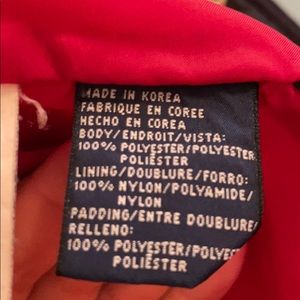 MADE IN KOREA
FABRIQUE EN COREE
HECHO EN COREA
BODY/ENDROIT/VISTA:
100% POLYESTER/POLYESTER
POLIÉSTER
LINING/DOUBLURE/FORRO:
100% NYLON/POLYAMIDE/
NYLON
PADDING/ENTRE DOUBLURE/
RELLENO:
100% POLYESTER/POLYES
POLIÉSTER